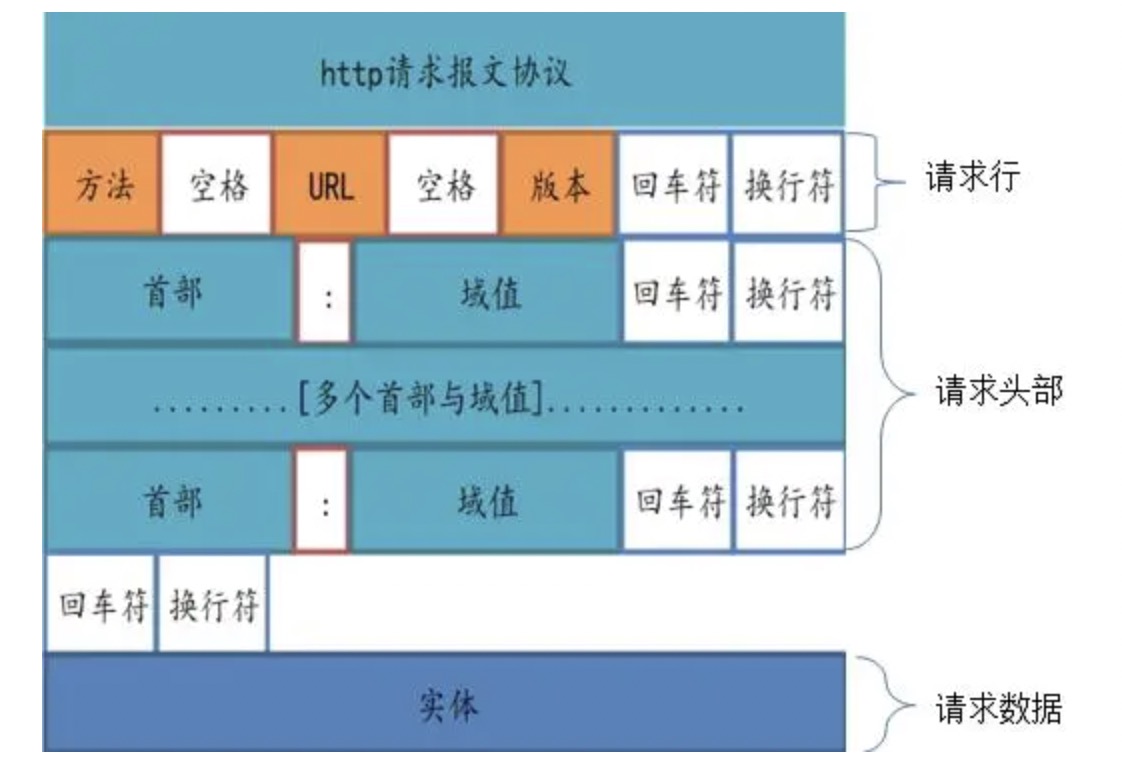 http请求报文协议
方法 空格 URL 空格 版本 回车符 换行符 请求行
首部 : 域值 回车符 换行符
.........[多个首部与域值]............. 请求头部
首部 : 域值 回车符 换行符
回车符 换行符
实体 请求数据